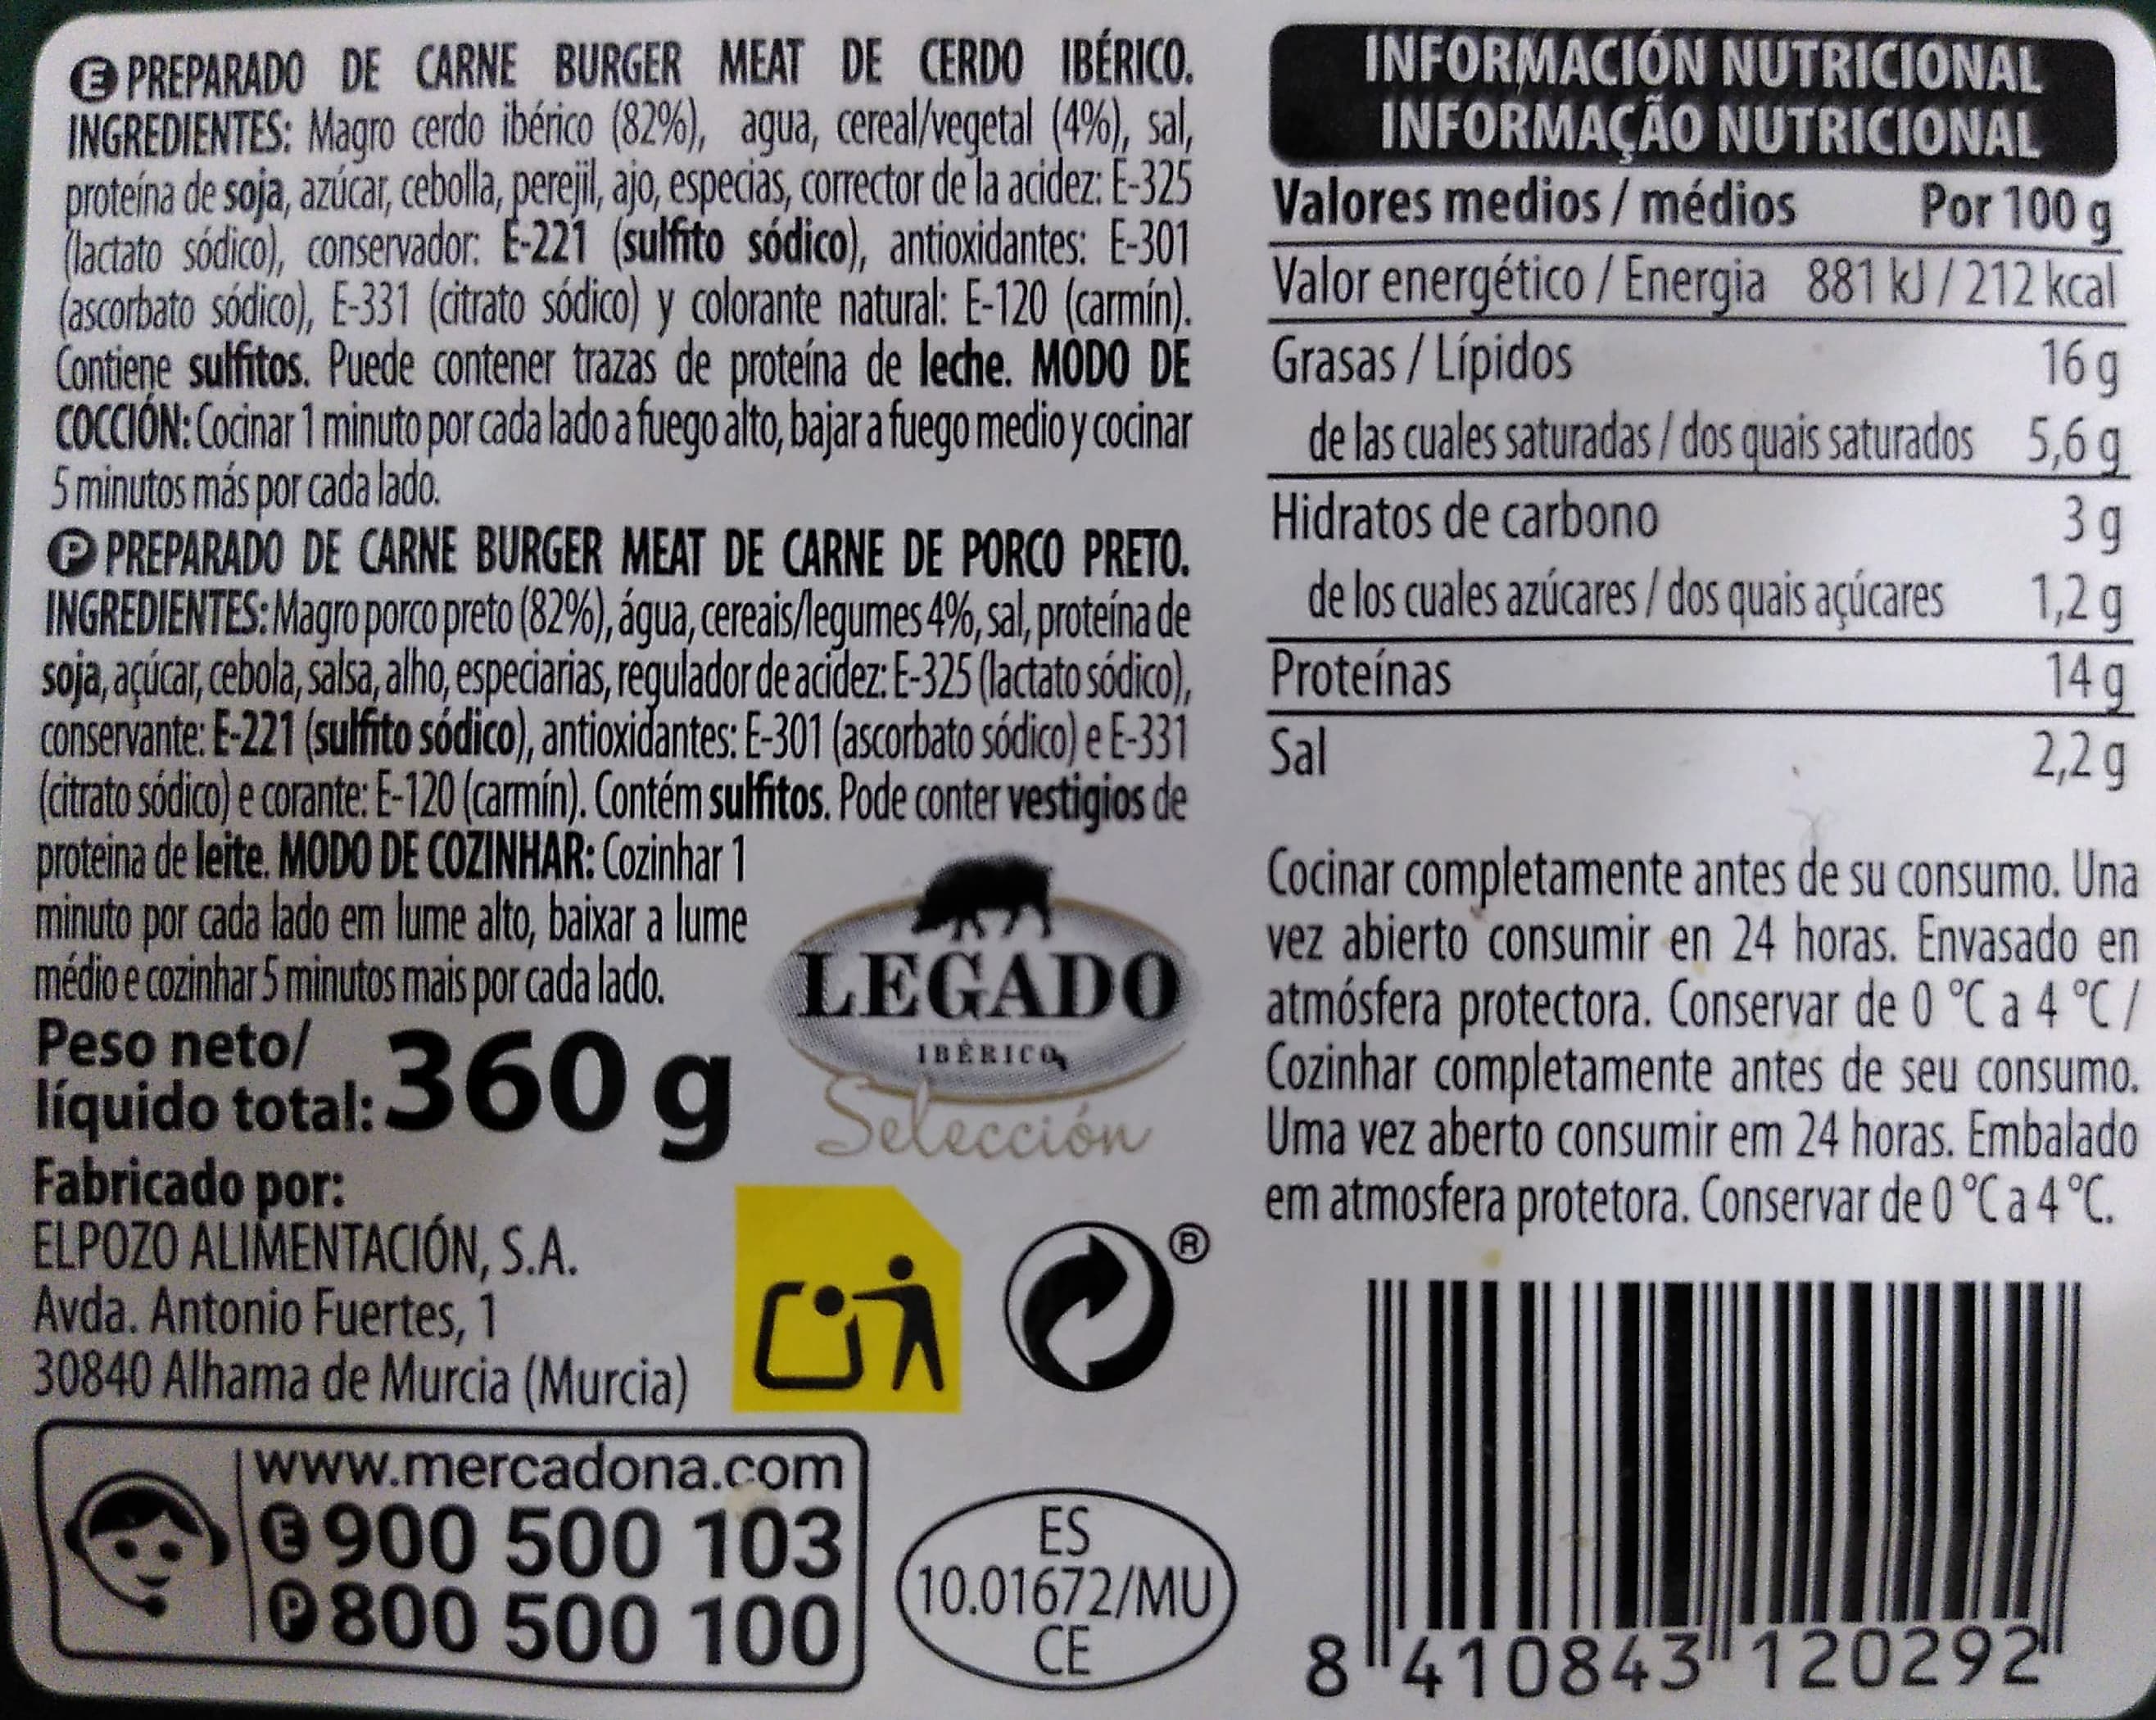 E PREPARADO DE CARNE BURGER MEAT DE CERDO IBÉRICO.
INGREDIENTES: Magro cerdo ibérico (82%), agua, cereal/vegetal (4%), sal,
proteína de soja, azúcar, cebolla, perejil, ajo, especias, corrector de la acidez: E-325
(lactato sódico), conservador: E-221 (sulfito sódico), antioxidantes: E-301
(ascorbato sódico), E-331 (citrato sódico) y colorante natural: E-120 (carmín).
Contiene sulfitos. Puede contener trazas de proteína de leche. MODO DE
COCCIÓN: Cocinar 1 minuto por cada lado a fuego alto, bajar a fuego medio y cocinar
5 minutos más por cada lado.
P PREPARADO DE CARNE BURGER MEAT DE CARNE DE PORCO PRETO.
INGREDIENTES: Magro porco preto (82%), água, cereais/legumes 4%, sal, proteína de
soja, açúcar, cebola, salsa, alho, especiarias, regulador de acidez: E-325 (lactato sódico),
conservante: E-221 (sulfito sódico), antioxidantes: E-301 (ascorbato sódico) e E-331
(citrato sódico) e corante: E-120 (carmín). Contém sulfitos. Pode conter vestigios de
proteina de leite. MODO DE COZINHAR: Cozinhar 1
minuto por cada lado em lume alto, baixar a lume
médio e cozinhar 5 minutos mais por cada lado.
Peso neto/
líquido total: 360 g
LEGADO
IBÉRICO
Selección
Fabricado por:
ELPOZO ALIMENTACIÓN, S.A.
Avda. Antonio Fuertes, 1
30840 Alhama de Murcia (Murcia)
®
www.mercadona.com
E 900 500 103
P 800 500 100
ES
10.01672/MU
CE
INFORMACIÓN NUTRICIONAL
INFORMAÇÃO NUTRICIONAL
Valores medios / médios Por 100 g
Valor energético / Energia 881 kJ / 212 kcal
Grasas / Lípidos 16 g
de las cuales saturadas / dos quais saturados 5,6 g
Hidratos de carbono 3 g
de los cuales azúcares / dos quais açúcares 1,2 g
Proteínas 14 g
Sal 2,2 g
Cocinar completamente antes de su consumo. Una
vez abierto consumir en 24 horas. Envasado en
atmósfera protectora. Conservar de 0 °C a 4 °C /
Cozinhar completamente antes de seu consumo.
Uma vez aberto consumir em 24 horas. Embalado
em atmosfera protetora. Conservar de 0 °C a 4 °C.
8 410843 120292